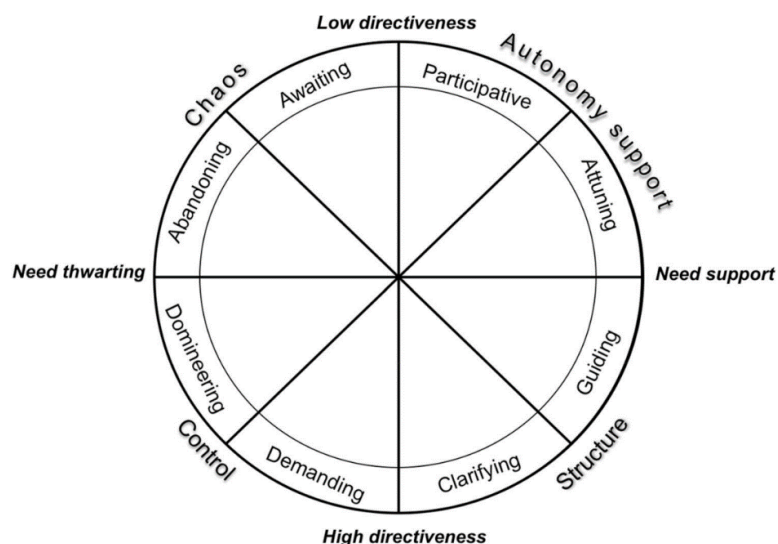 Low directiveness
Chaos
Autonomy support
Awaiting
Participative
Abandoning
Attuning
Need thwarting
Need support
Domineering
Guiding
Control
Demanding
Clarifying
Structure
High directiveness